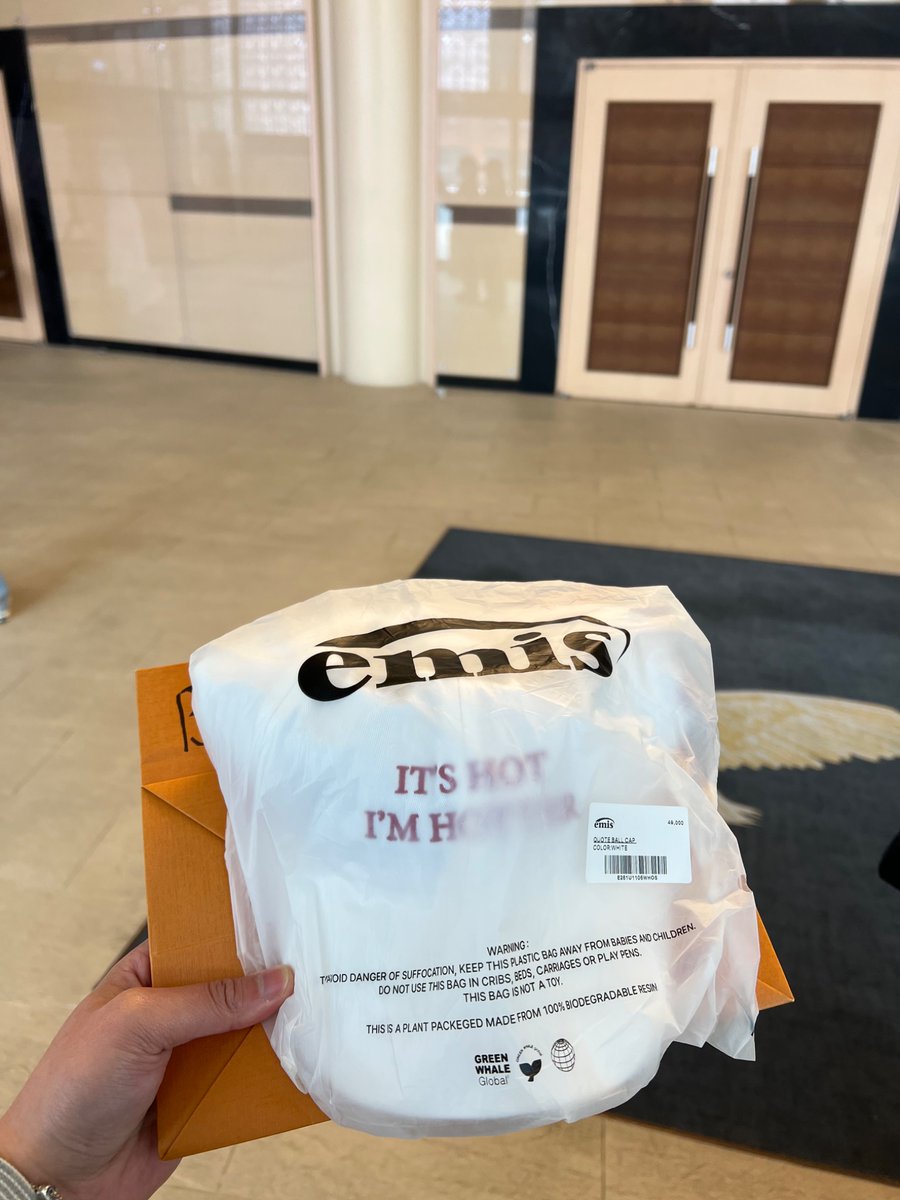 emis
IT'S HOT
I'M HOTTER
emis
49,000
QUOTE BALL CAP
COLOR:WHITE
WARNING :
AVOID DANGER OF SUFFOCATION, KEEP THIS PLASTIC BAG AWAY FROM BABIES AND CHILDREN.
DO NOT USE THIS BAG IN CRIBS, BEDS, CARRIAGES OR PLAY PENS.
THIS BAG IS NOT A TOY.
THIS IS A PLANT PACKEGED MADE FROM 100% BIODEGRADABLE RESIN
GREEN
WHALE
Global